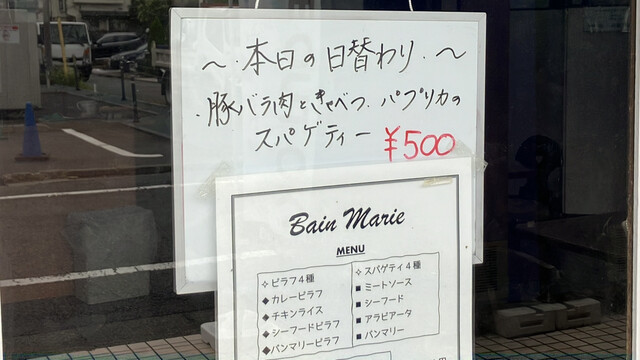 ～・本日の日替わり・～
・豚バラ肉ときゃべつ、パプリカの
スパゲティー ¥500
Bain Marie
MENU
✧ピラフ4種
◆カレーピラフ
◆チキンライス
◆シーフードピラフ
◆バンマリーピラフ
✧スパゲティ4種
■ミートソース
■シーフード
■アラビアータ
■バンマリー